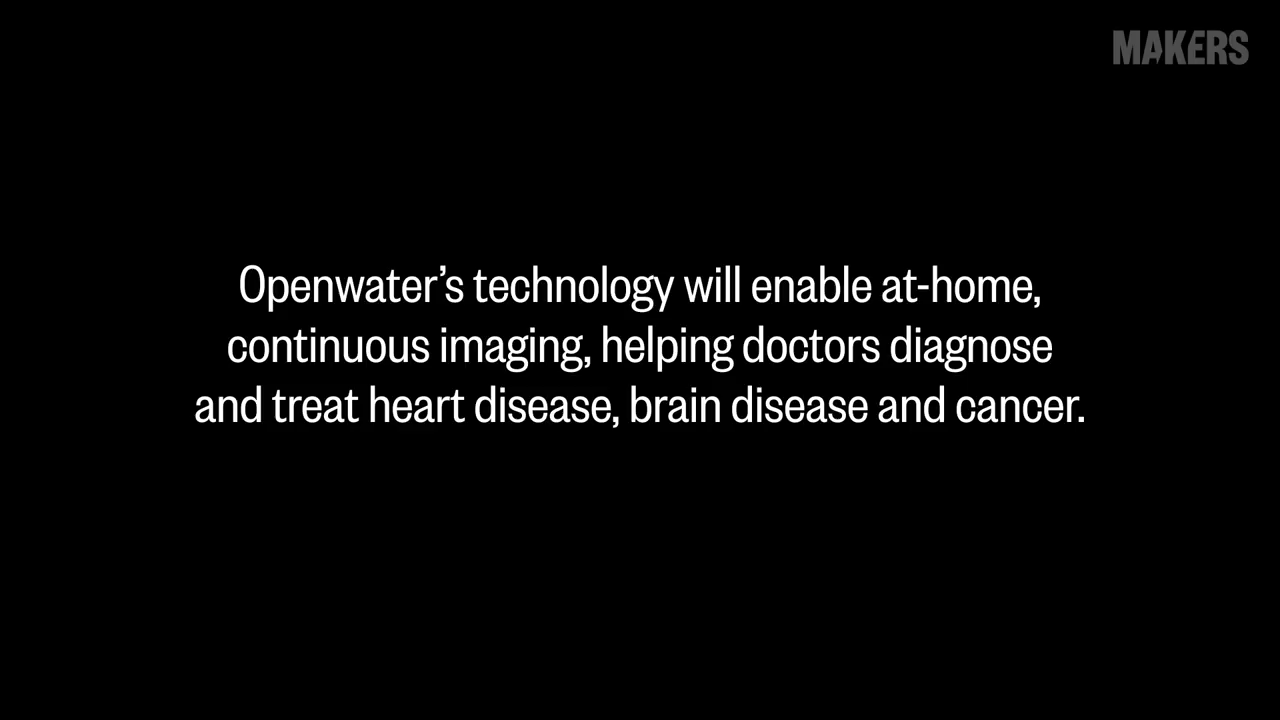 MAKERS
Openwater’s technology will enable at-home,
continuous imaging, helping doctors diagnose
and treat heart disease, brain disease and cancer.